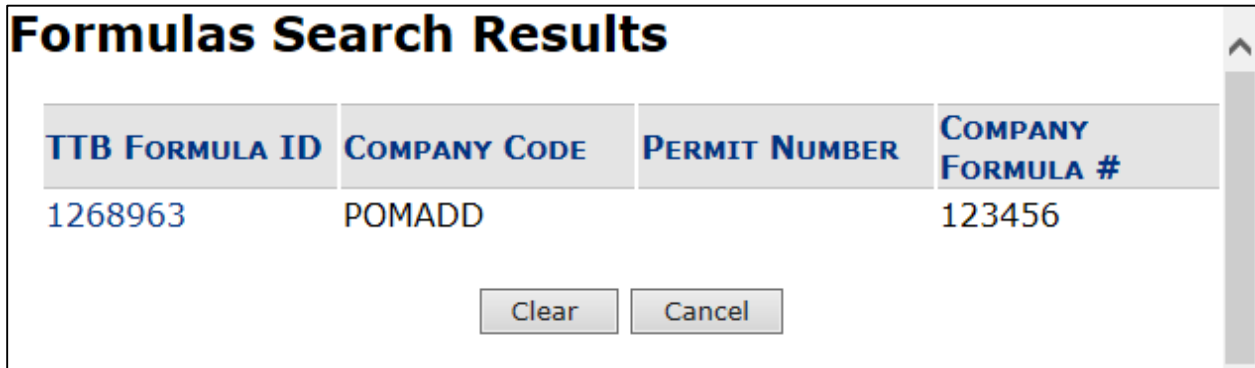 Formulas Search Results
TTB FORMULA ID COMPANY CODE PERMIT NUMBER COMPANY FORMULA #
1268963 POMADD 123456
Clear Cancel